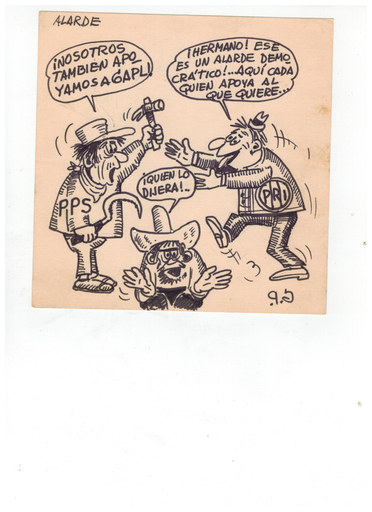 ALARDE
¡NOSOTROS
TAMBIEN APO
YAMOS A GAPL!
¡HERMANO! ESE
ES UN ALARDE DEMO
CRÁTICO!...AQUÍ CADA
QUIEN APOYA AL
QUE QUIERE...
¡QUIEN LO
DIJERA!..
PPS
PRI